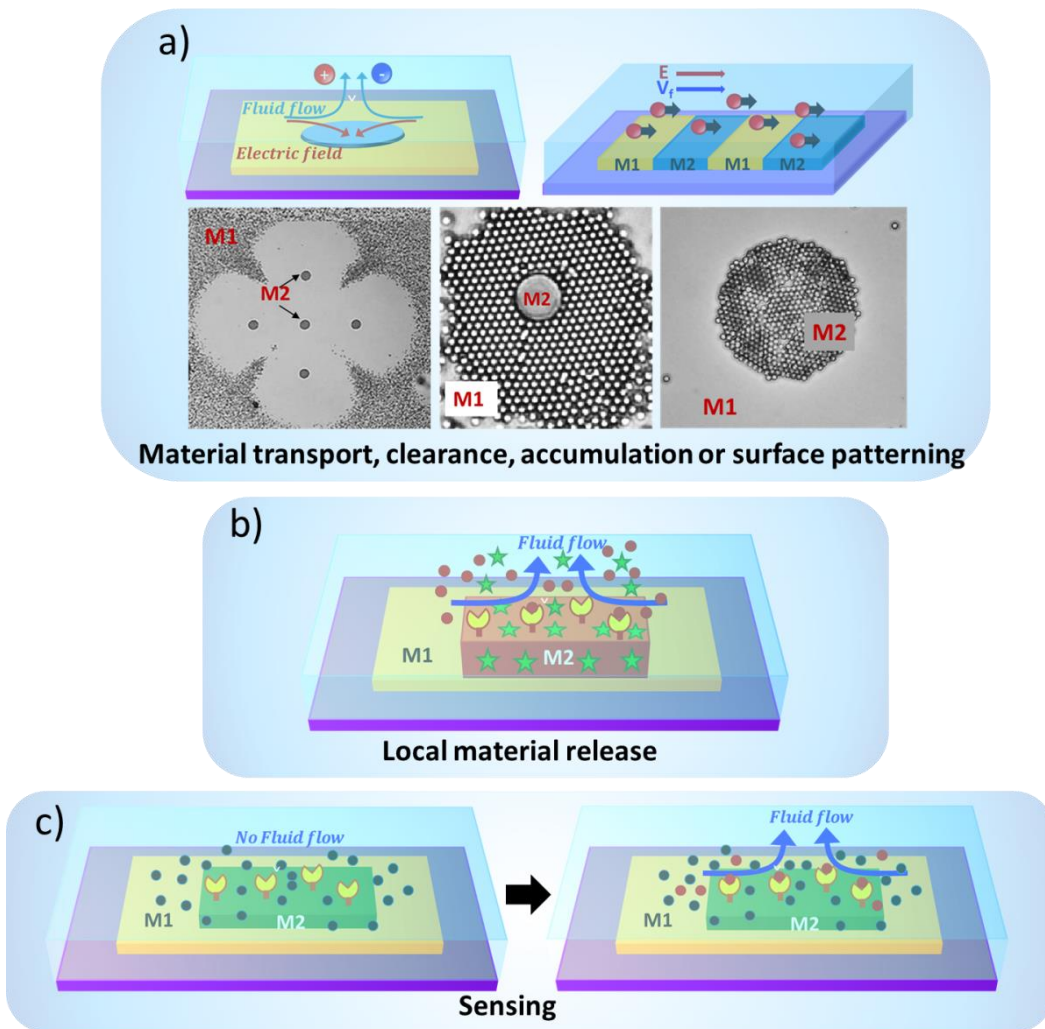 a)
+
-
Fluid flow
Electric field
E
V_f
M1
M2
M1
M2
M1
M2
M2
M1
M2
M1
Material transport, clearance, accumulation or surface patterning
b)
Fluid flow
M1
M2
Local material release
c)
No Fluid flow
M1
M2
Fluid flow
M1
M2
Sensing